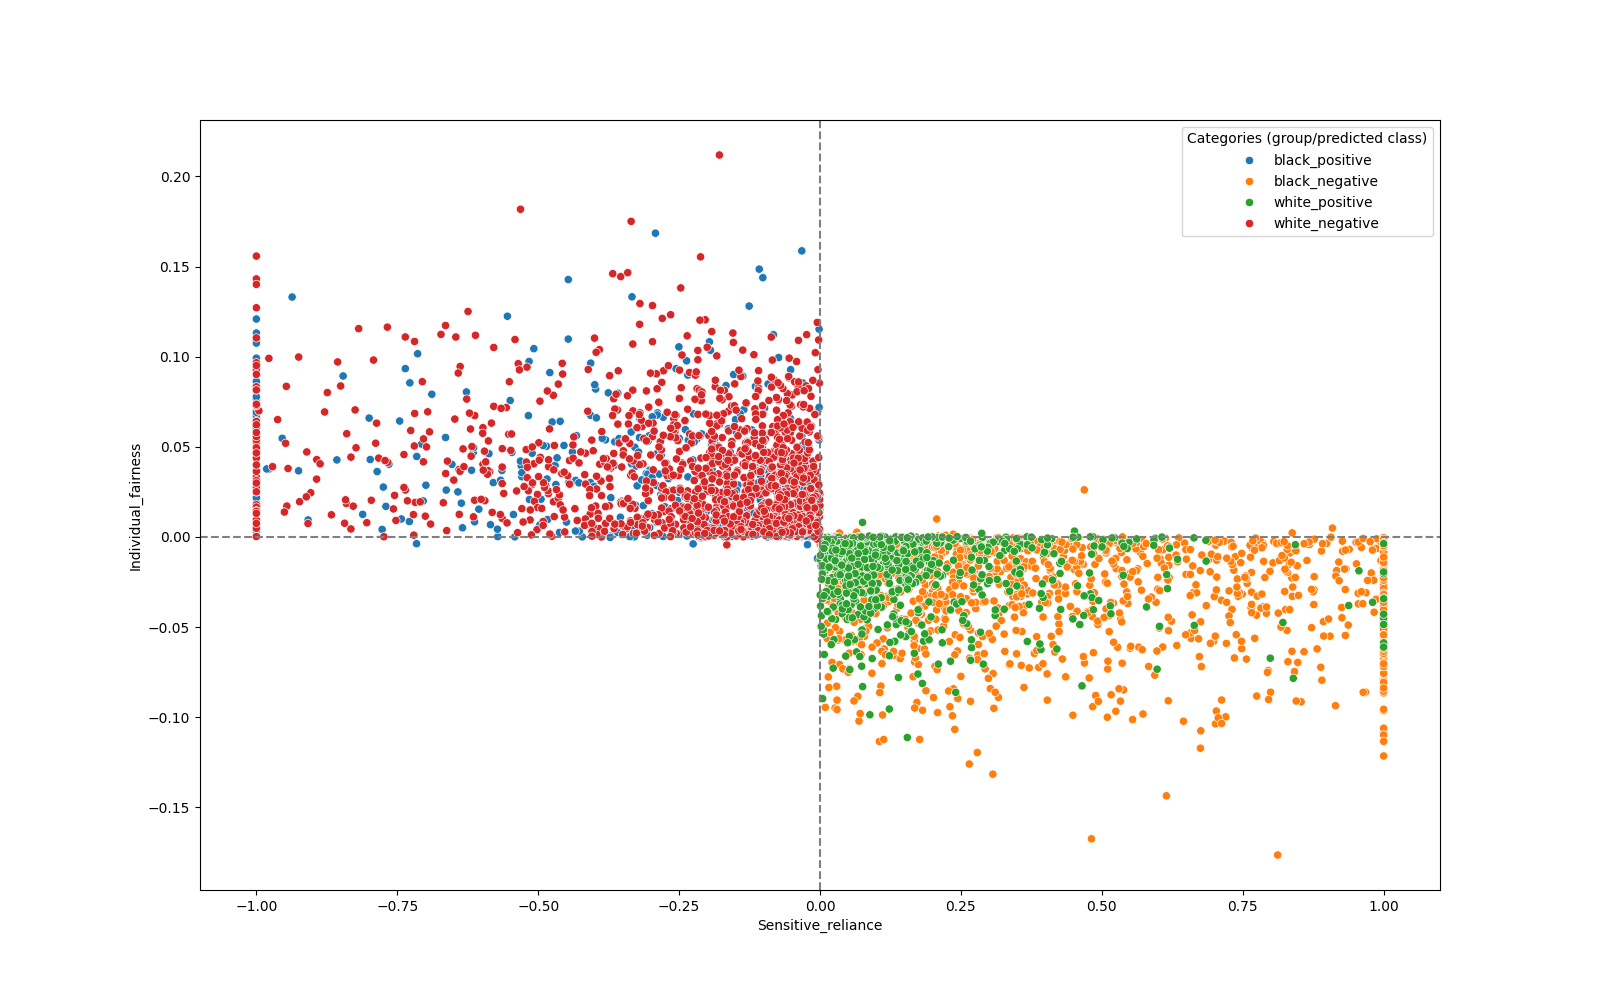 Categories (group/predicted class)
black_positive
black_negative
white_positive
white_negative
0.20
0.15
0.10
0.05
0.00
−0.05
−0.10
−0.15
Individual_fairness
−1.00 −0.75 −0.50 −0.25 0.00 0.25 0.50 0.75 1.00
Sensitive_reliance